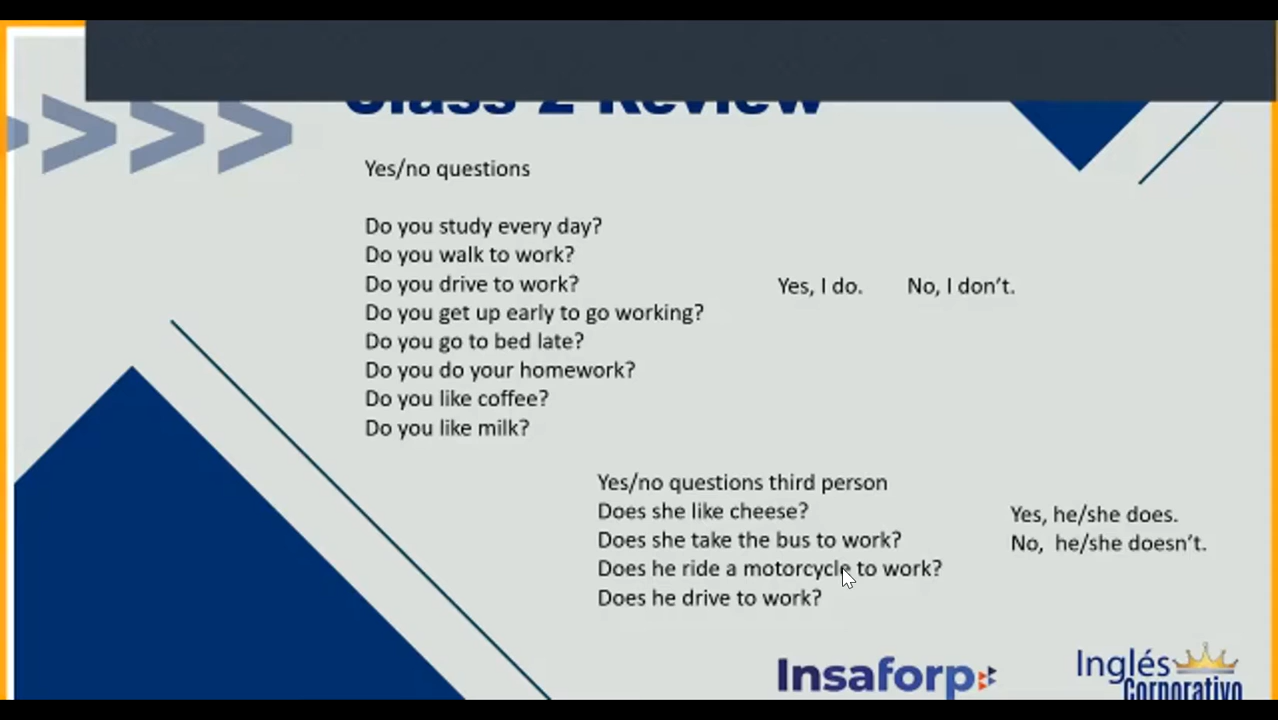 Class 2 Review
Yes/no questions
Do you study every day?
Do you walk to work?
Do you drive to work?
Yes, I do. No, I don't.
Do you get up early to go working?
Do you go to bed late?
Do you do your homework?
Do you like coffee?
Do you like milk?
Yes/no questions third person
Does she like cheese?
Does she take the bus to work?
Does he ride a motorcycle to work?
Does he drive to work?
Yes, he/she does.
No, he/she doesn't.
Insaforp
Inglés
Corporativo